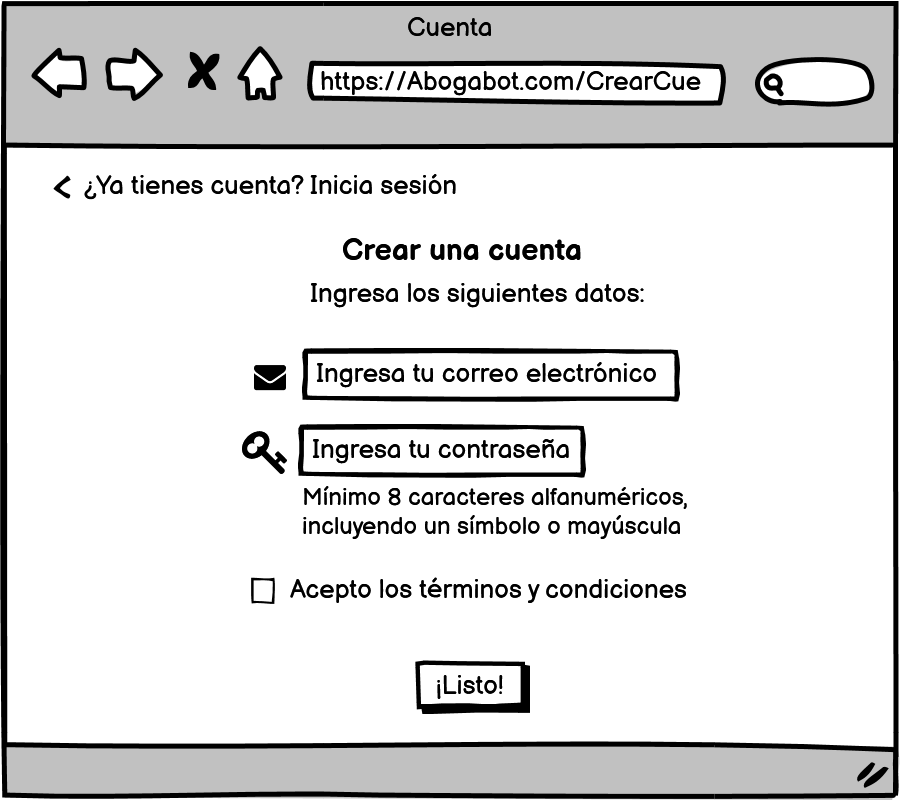 Cuenta
https://Abogabot.com/CrearCue
¿Ya tienes cuenta? Inicia sesión
Crear una cuenta
Ingresa los siguientes datos:
Ingresa tu correo electrónico
Ingresa tu contraseña
Mínimo 8 caracteres alfanuméricos,
incluyendo un símbolo o mayúscula
Acepto los términos y condiciones
¡Listo!